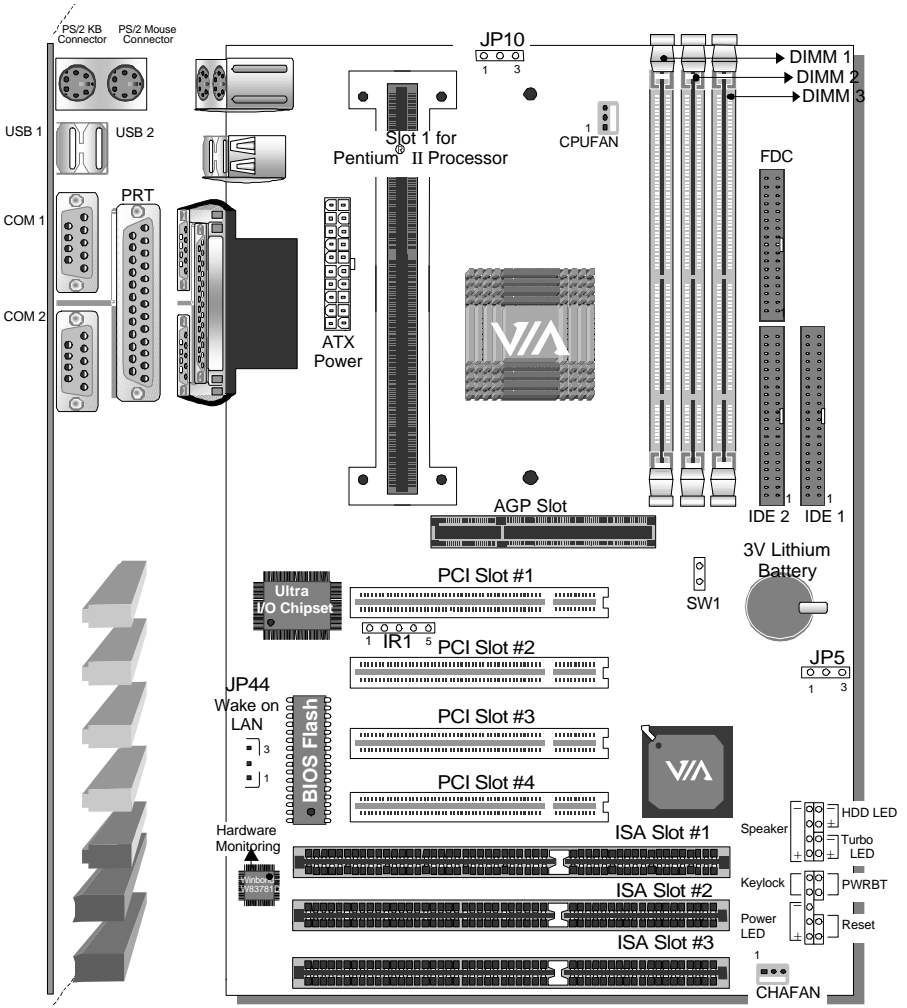 PS/2 KB
Connector
PS/2 Mouse
Connector
JP10
1 3
DIMM 1
DIMM 2
DIMM 3
USB 1
USB 2
1
CPUFAN
Slot 1 for
Pentium® II Processor
FDC
PRT
COM 1
COM 2
ATX
Power
VIA
1
1
IDE 2
IDE 1
AGP Slot
3V Lithium
Battery
SW1
PCI Slot #1
Ultra
I/O Chipset
1 5
IR1
PCI Slot #2
JP5
1 3
JP44
Wake on
LAN
3
1
BIOS Flash
PCI Slot #3
VIA
PCI Slot #4
Hardware
Monitoring
Winbond
W83781D
ISA Slot #1
Speaker
HDD LED
Turbo
LED
ISA Slot #2
Keylock
PWRBT
Power
LED
Reset
ISA Slot #3
1
CHAFAN